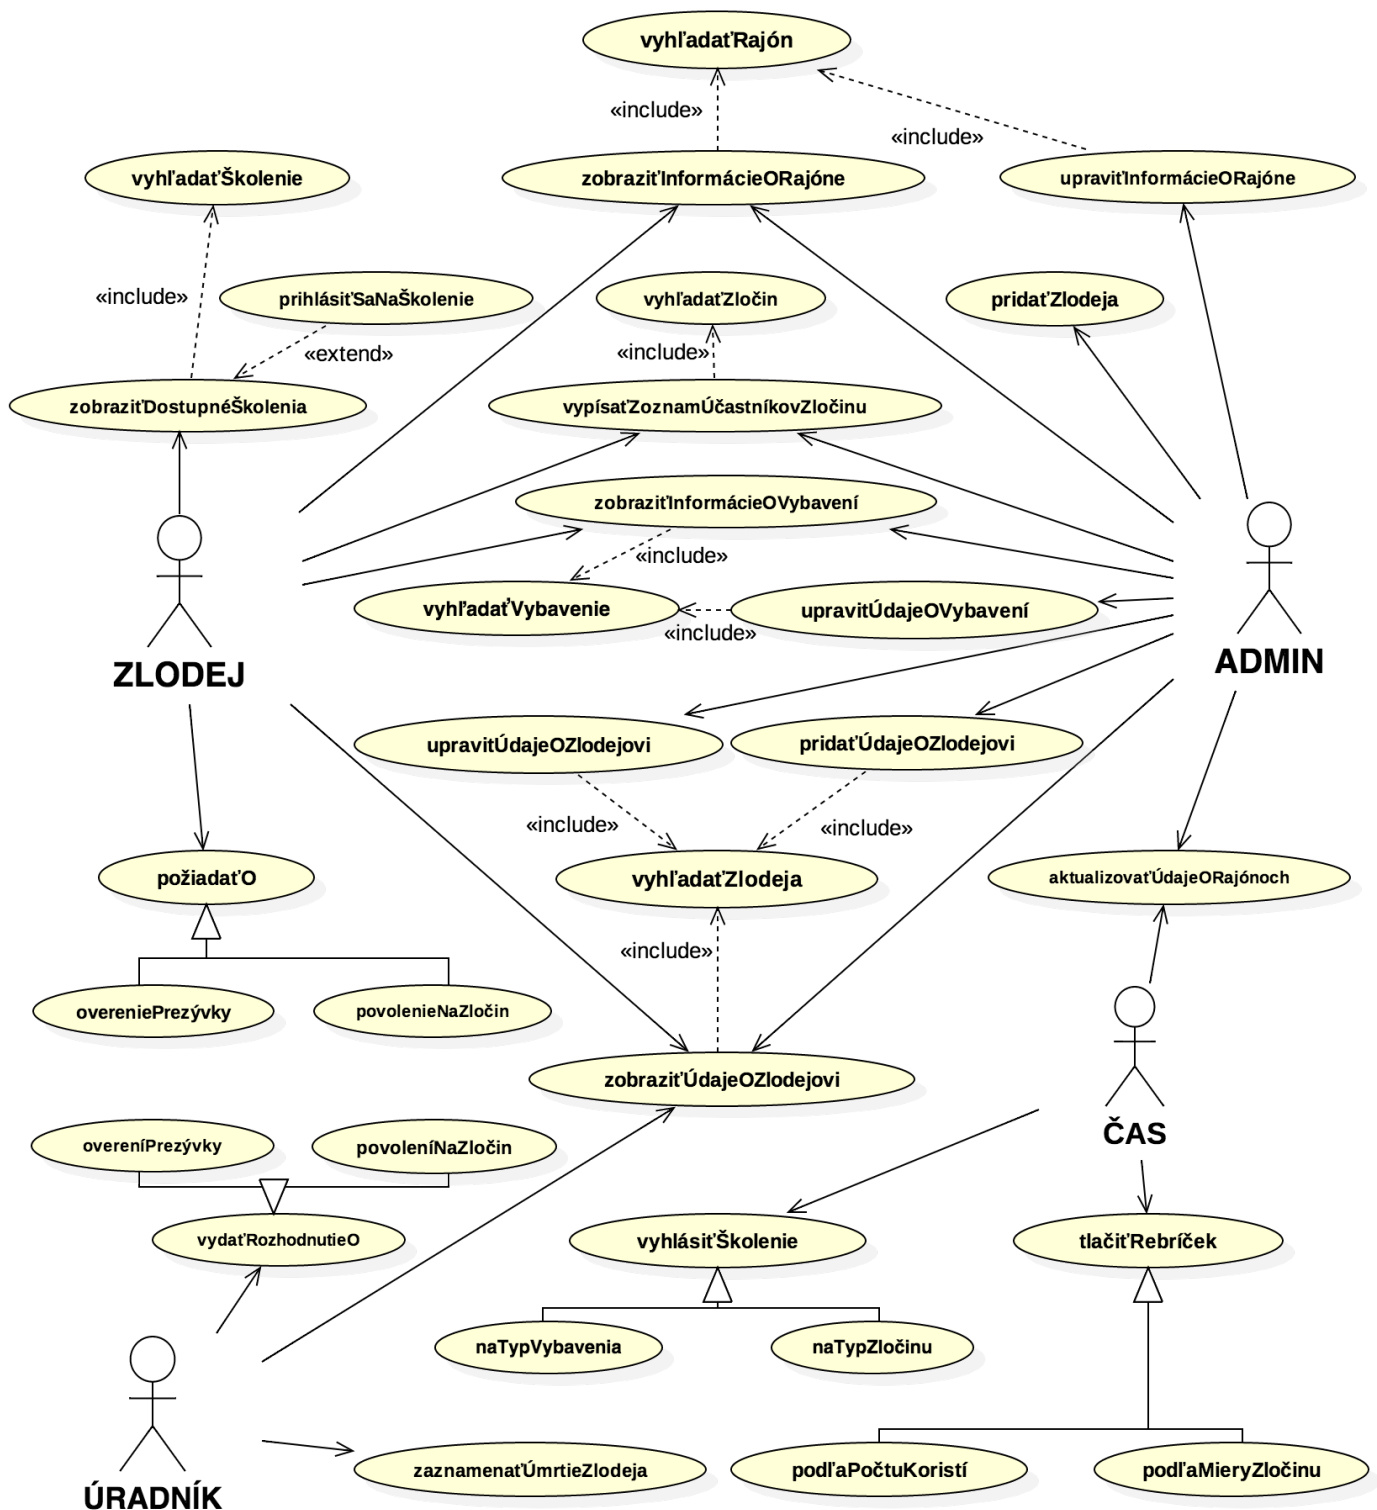 vyhľadaťRajón
«include»
«include»
vyhľadaťŠkolenie
zobraziťInformácieORajóne
upraviťInformácieORajóne
«include»
prihlásiťSaNaŠkolenie
vyhľadaťZločin
pridaťZlodeja
«extend»
«include»
zobraziťDostupnéŠkolenia
vypísaťZoznamÚčastníkovZločinu
zobraziťInformácieOVybavení
«include»
vyhľadaťVybavenie
upravitÚdajeOVybavení
«include»
ZLODEJ
ADMIN
upravitÚdajeOZlodejovi
pridaťÚdajeOZlodejovi
«include»
«include»
požiadaťO
vyhľadaťZlodeja
aktualizovaťÚdajeORajónoch
«include»
overeniePrezývky
povolenieNaZločin
zobraziťÚdajeOZlodejovi
ČAS
overeníPrezývky
povoleníNaZločin
vydaťRozhodnutieO
vyhlásiťŠkolenie
tlačiťRebríček
naTypVybavenia
naTypZločinu
zaznamenaťÚmrtieZlodeja
podľaPočtuKoristí
podľaMieryZločinu
ÚRADNÍK